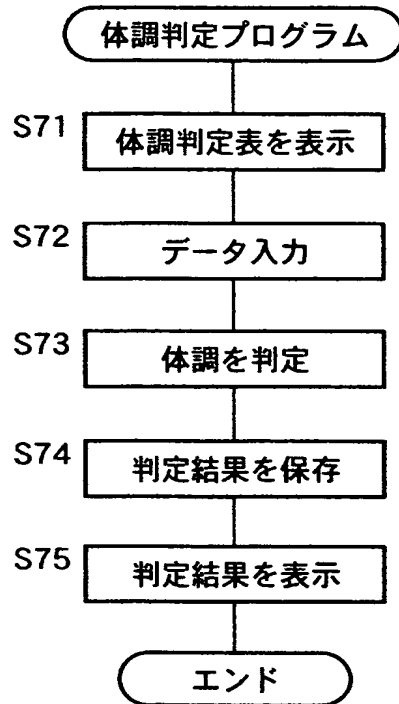 体調判定プログラム
S71
体調判定表を表示
S72
データ入力
S73
体調を判定
S74
判定結果を保存
S75
判定結果を表示
エンド